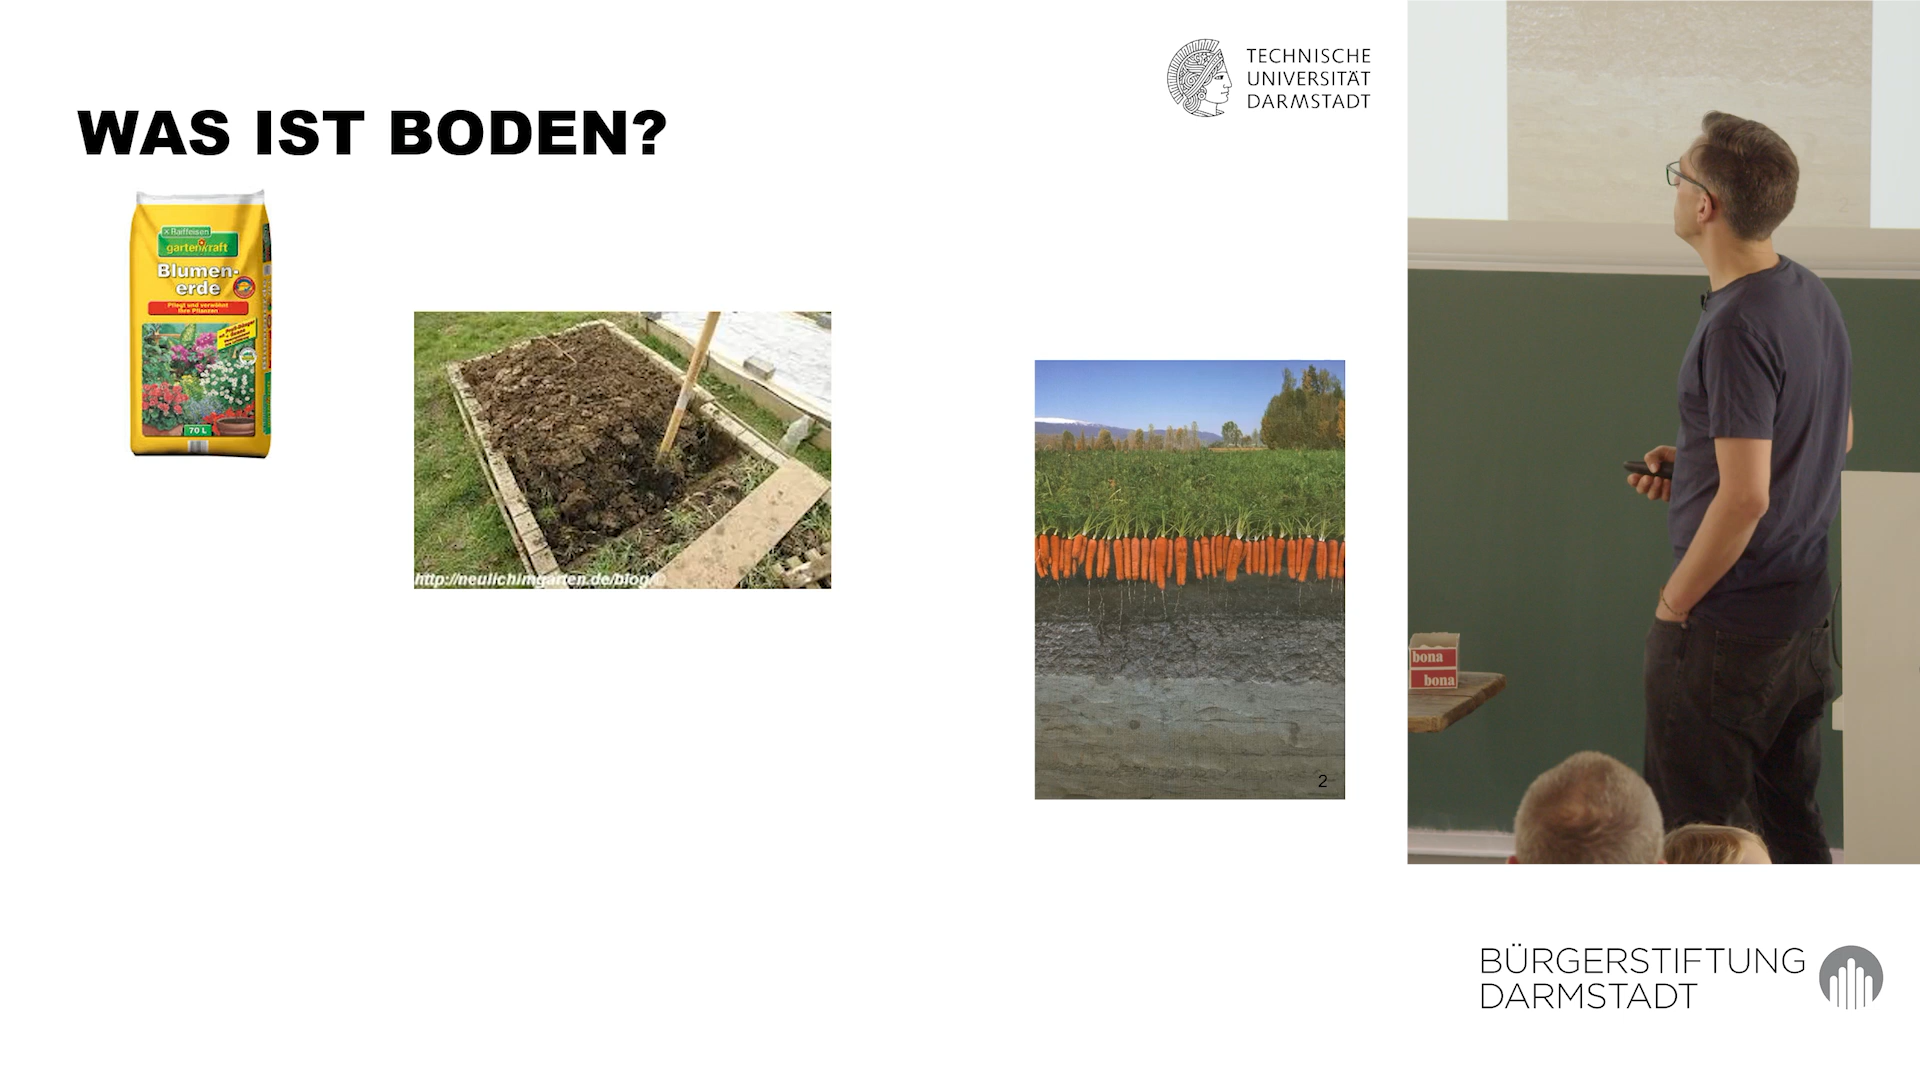 TECHNISCHE
UNIVERSITÄT
DARMSTADT
WAS IST BODEN?
Raiffeisen
gartenkraft
Blumen-
erde
Pflegt und verwöhnt
Ihre Pflanzen
70 L
http://neulichimgarten.de/blog/©
2
bona
bona
BÜRGERSTIFTUNG
DARMSTADT